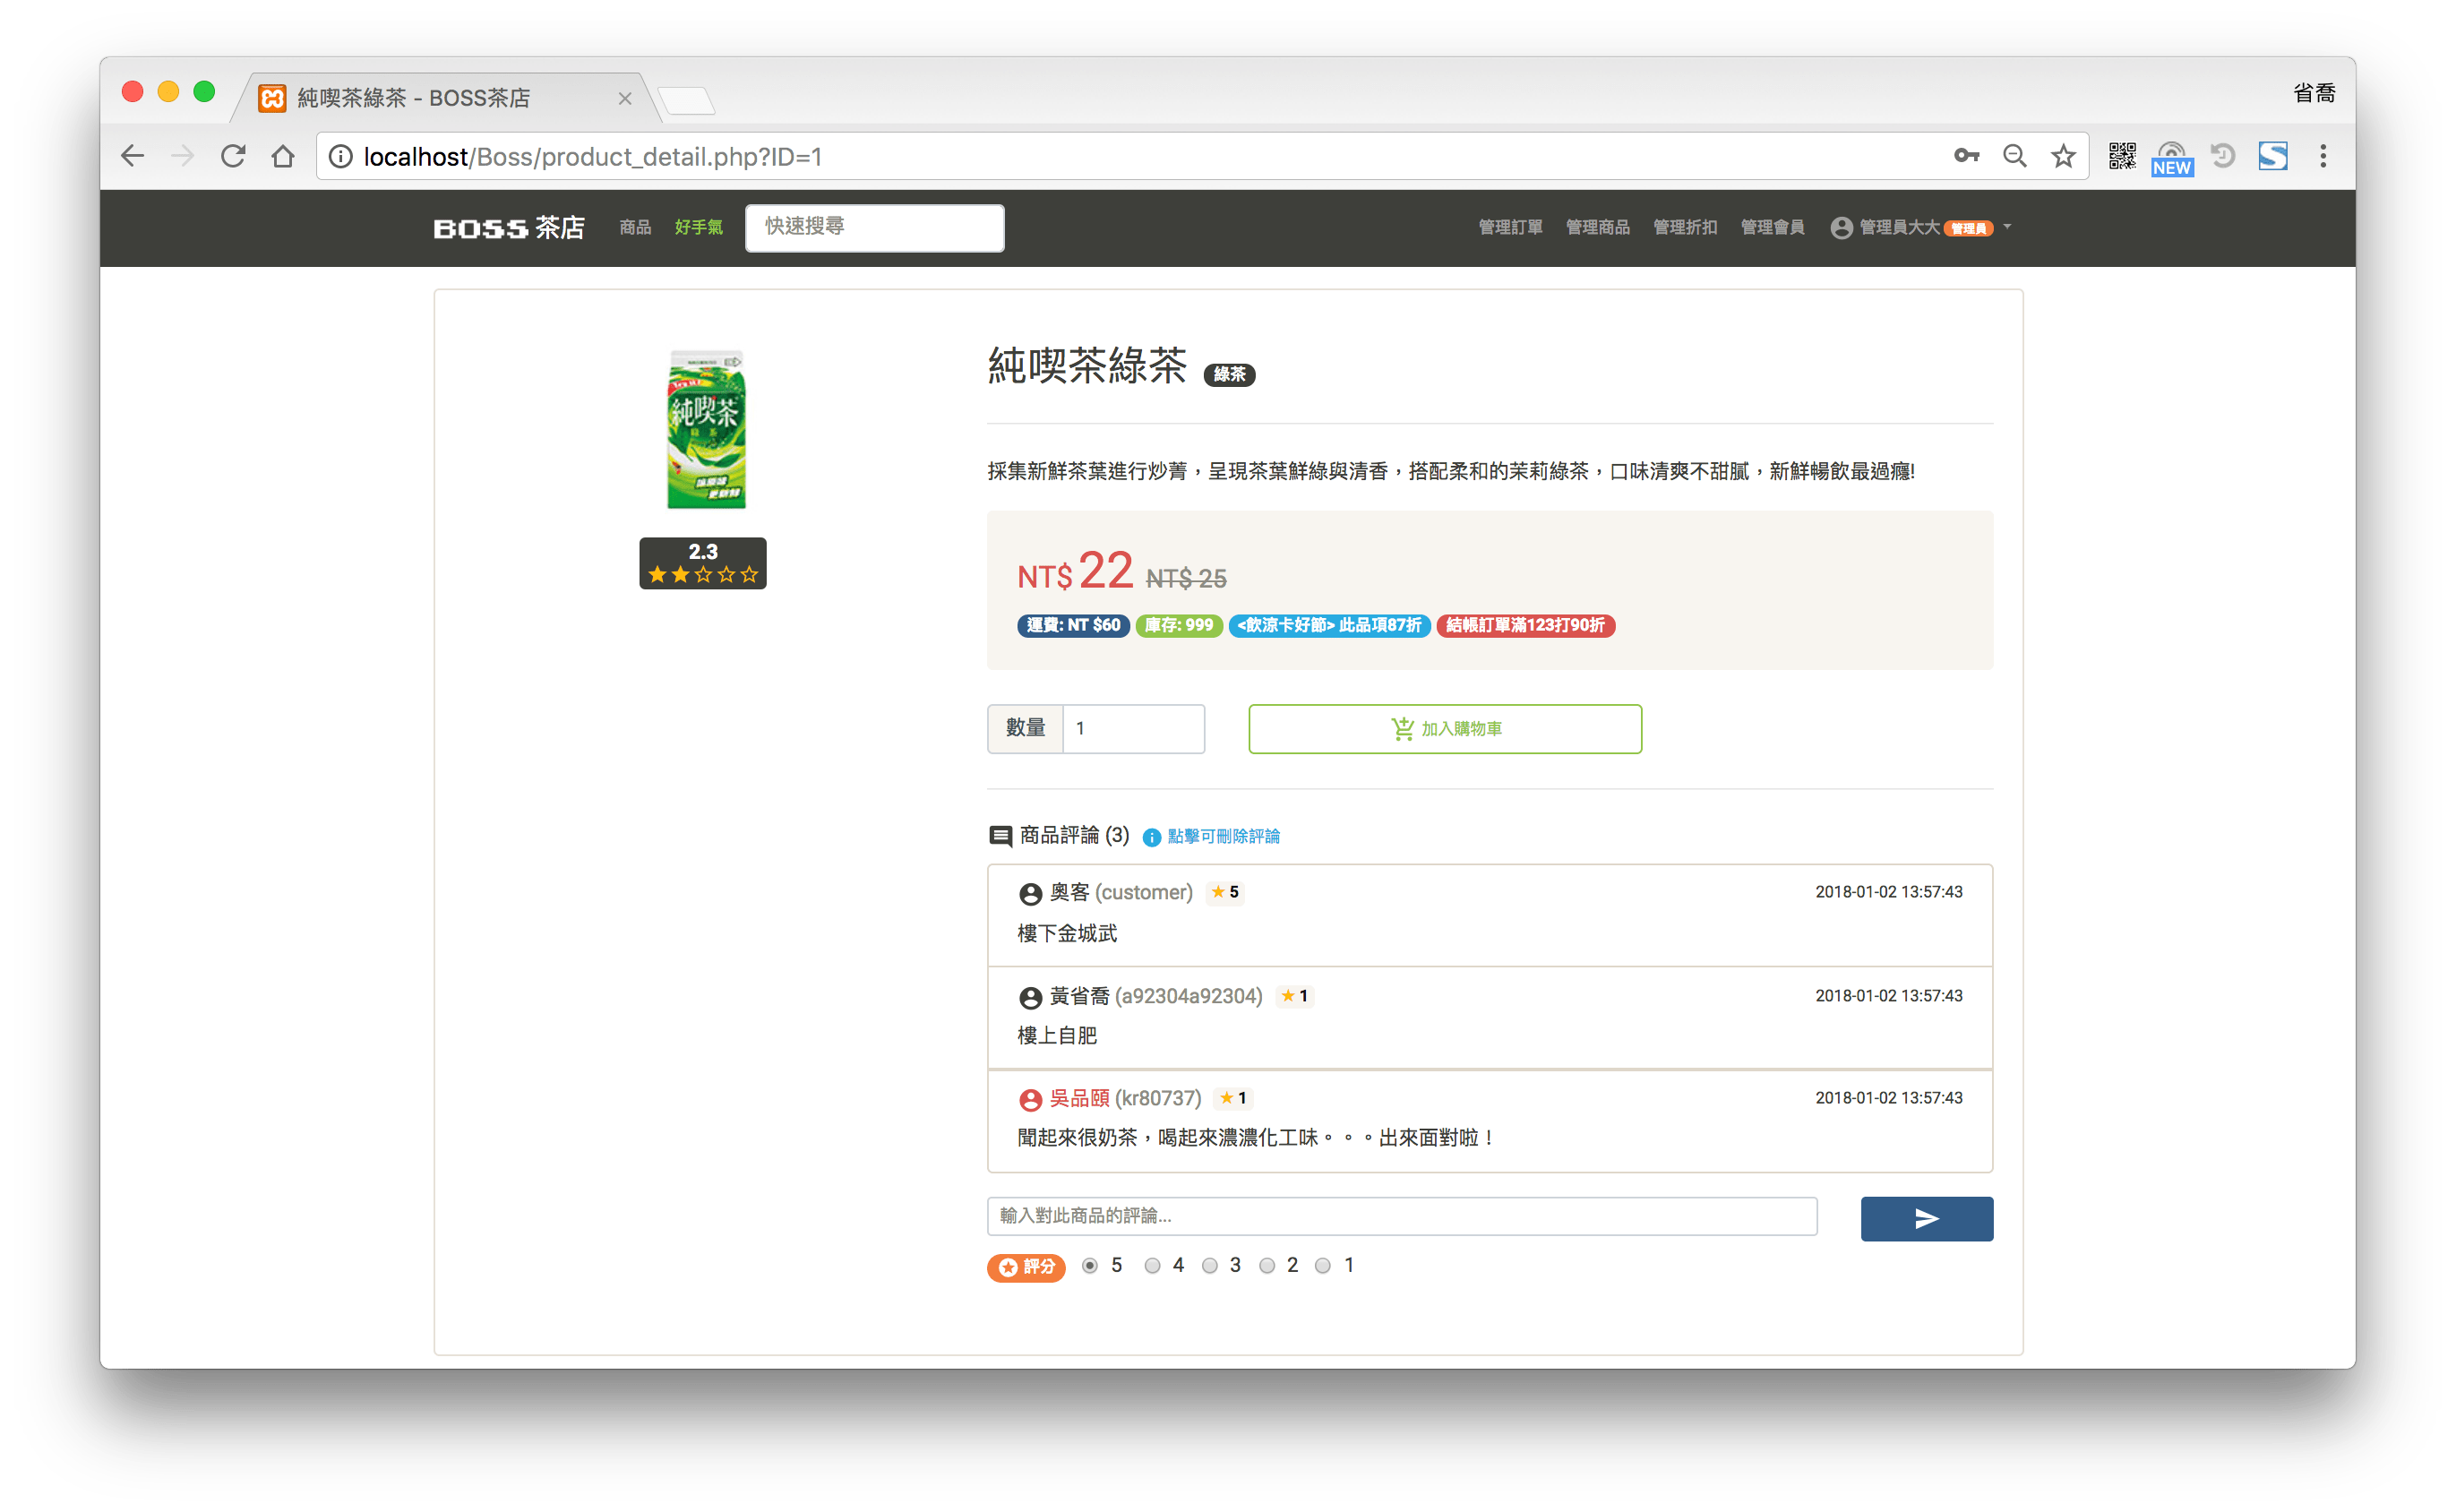 純喫茶綠茶 - BOSS茶店
省喬
localhost/Boss/product_detail.php?ID=1
NEW
BOSS 茶店 商品 好手氣 快速搜尋 管理訂單 管理商品 管理折扣 管理會員 管理員大大 管理員
純喫茶綠茶 綠茶
純喫茶
綠茶
採集新鮮茶葉進行炒菁，呈現茶葉鮮綠與清香，搭配柔和的茉莉綠茶，口味清爽不甜膩，新鮮暢飲最過癮!
2.3
NT$ 22 NT$ 25
運費: NT $60 庫存: 999 <飲涼卡好節> 此品項87折 結帳訂單滿123打90折
數量 1 加入購物車
商品評論 (3) 點擊可刪除評論
奧客 (customer) 5 2018-01-02 13:57:43
樓下金城武
黃省喬 (a92304a92304) 1 2018-01-02 13:57:43
樓上自肥
吳品頤 (kr80737) 1 2018-01-02 13:57:43
聞起來很奶茶，喝起來濃濃化工味。。。出來面對啦！
輸入對此商品的評論...
評分 5 4 3 2 1